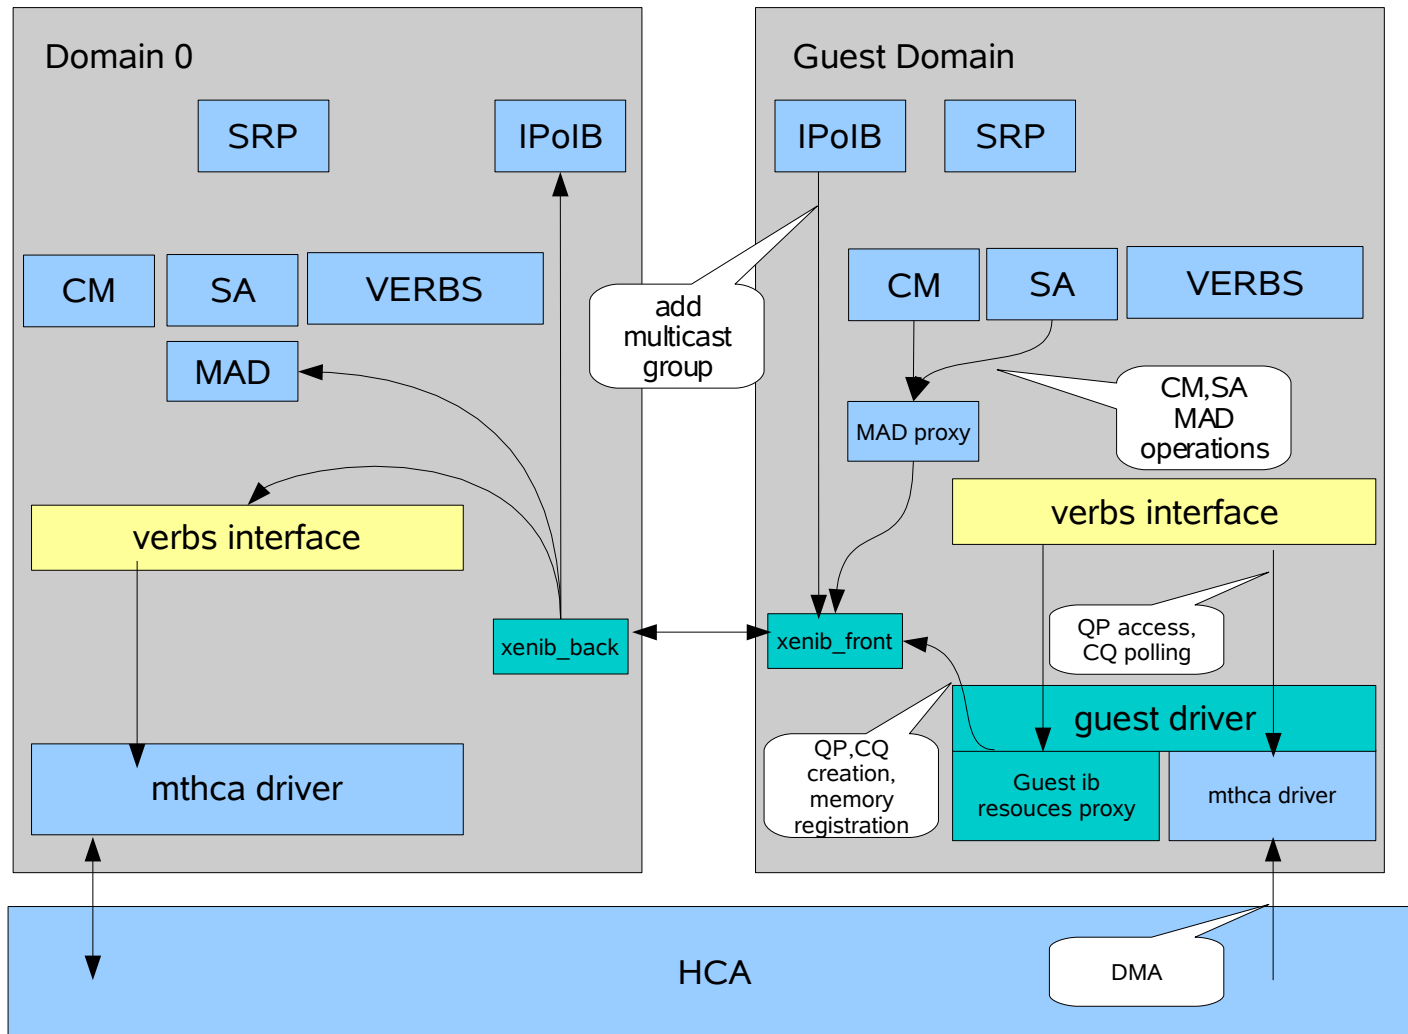 Domain 0
SRP
IPoIB
CM
SA
VERBS
MAD
verbs interface
xenib_back
mthca driver
Guest Domain
IPoIB
SRP
add
multicast
group
CM
SA
VERBS
CM,SA
MAD
operations
MAD proxy
verbs interface
xenib_front
QP access,
CQ polling
guest driver
QP,CQ
creation,
memory
registration
Guest ib
resouces proxy
mthca driver
HCA
DMA